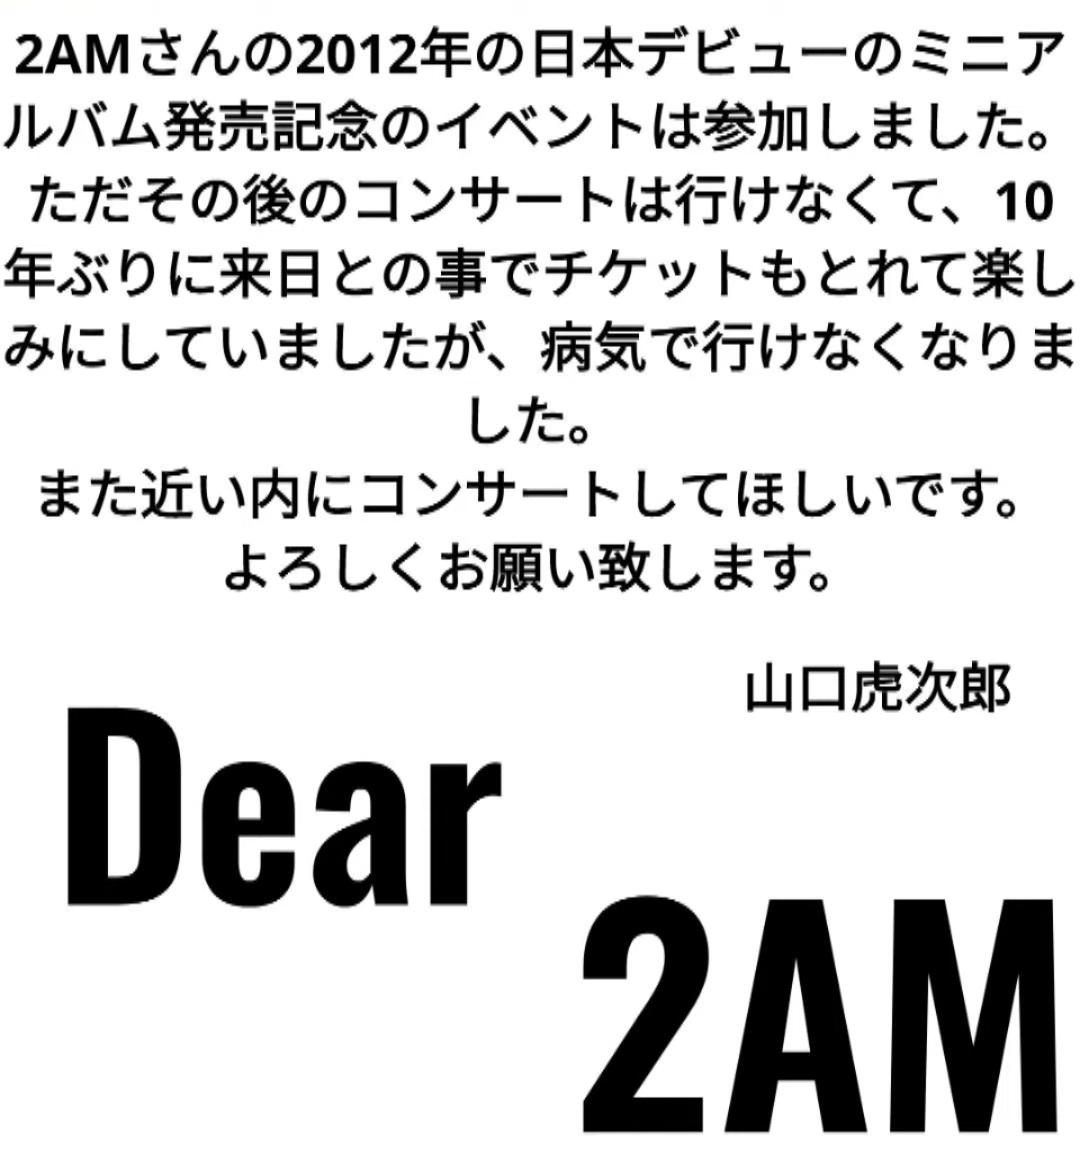 2AMさんの2012年の日本デビューのミニア
ルバム発売記念のイベントは参加しました。
ただその後のコンサートは行けなくて、10
年ぶりに来日との事でチケットもとれて楽し
みにしていましたが、病気で行けなくなりま
した。
また近い内にコンサートしてほしいです。
よろしくお願い致します。
山口虎次郎
Dear
2AM